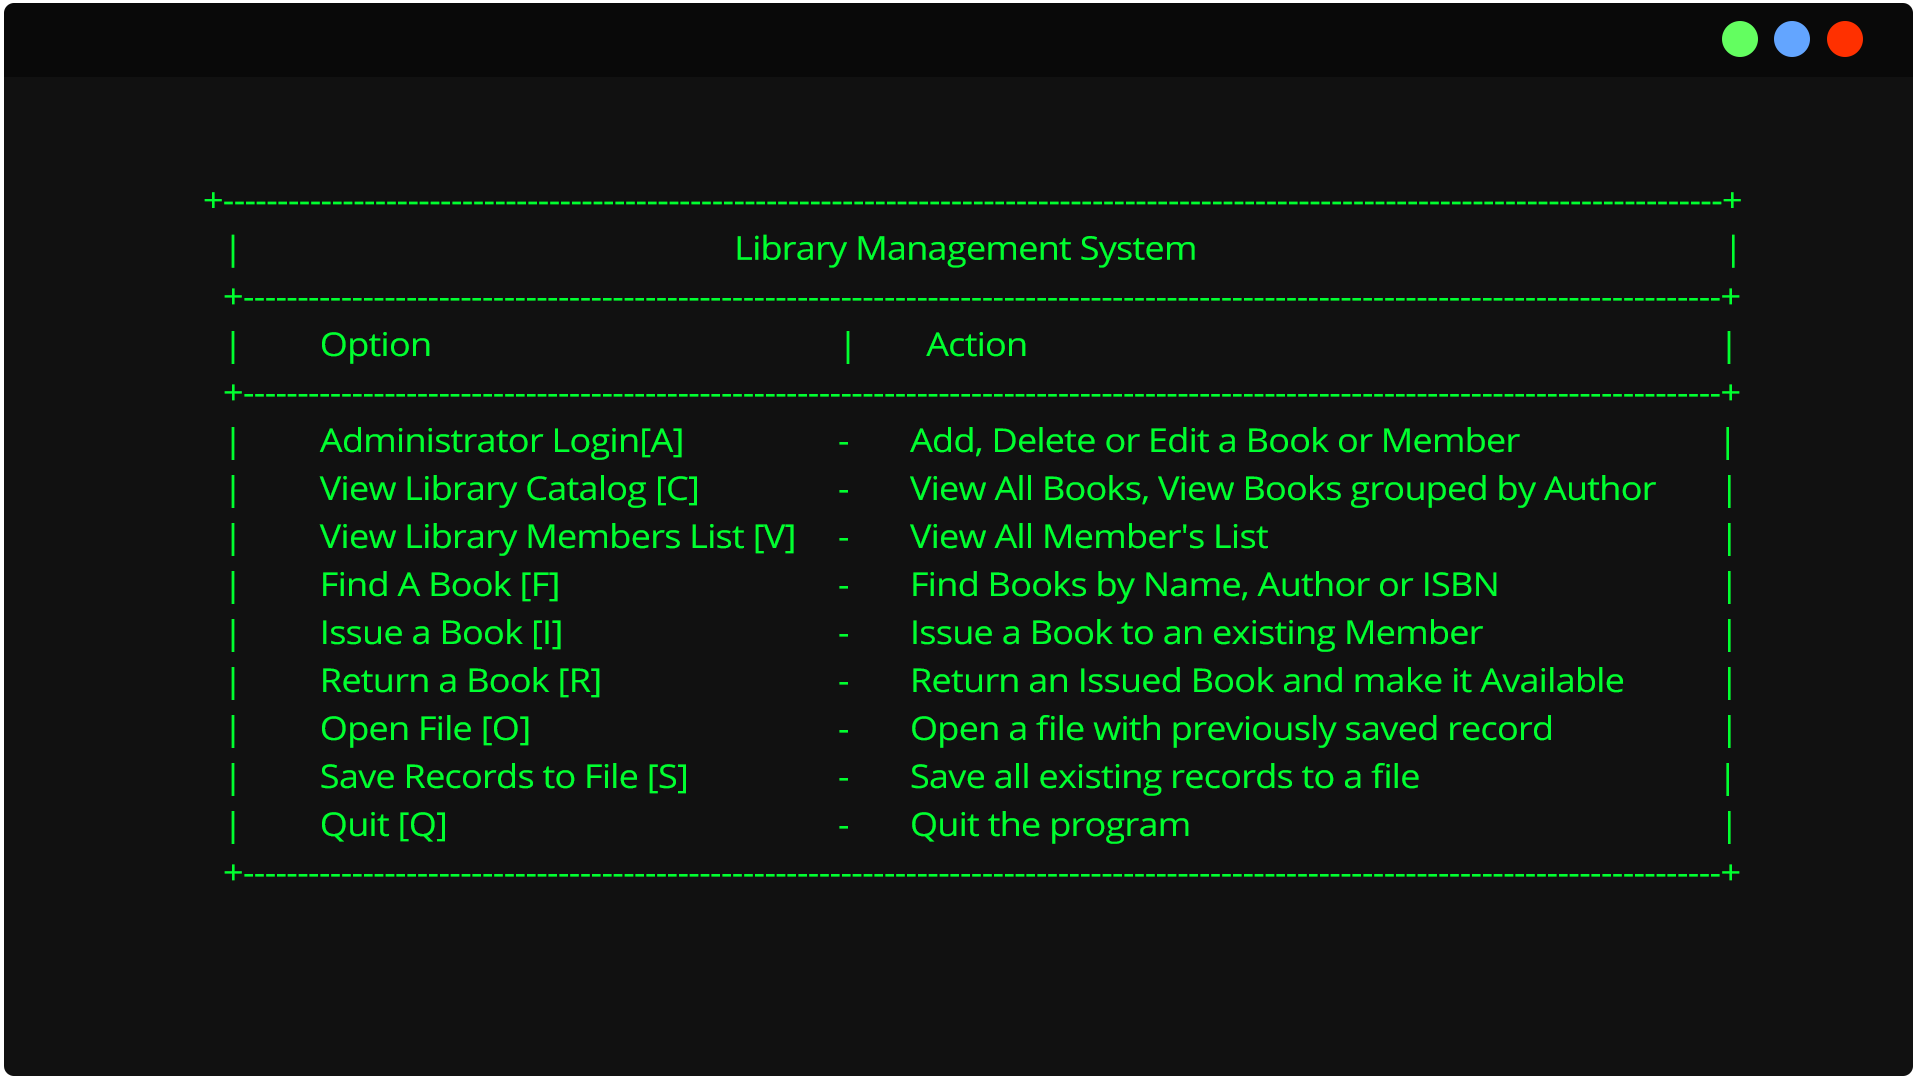 +------------------------------------------------------------------------------------------------------------------------------------------+
| Library Management System |
+----------------------------------------------------------------------------------------------------------------------------------------+
| Option | Action |
+----------------------------------------------------------------------------------------------------------------------------------------+
| Administrator Login[A] - Add, Delete or Edit a Book or Member |
| View Library Catalog [C] - View All Books, View Books grouped by Author |
| View Library Members List [V] - View All Member's List |
| Find A Book [F] - Find Books by Name, Author or ISBN |
| Issue a Book [I] - Issue a Book to an existing Member |
| Return a Book [R] - Return an Issued Book and make it Available |
| Open File [O] - Open a file with previously saved record |
| Save Records to File [S] - Save all existing records to a file |
| Quit [Q] - Quit the program |
+----------------------------------------------------------------------------------------------------------------------------------------+